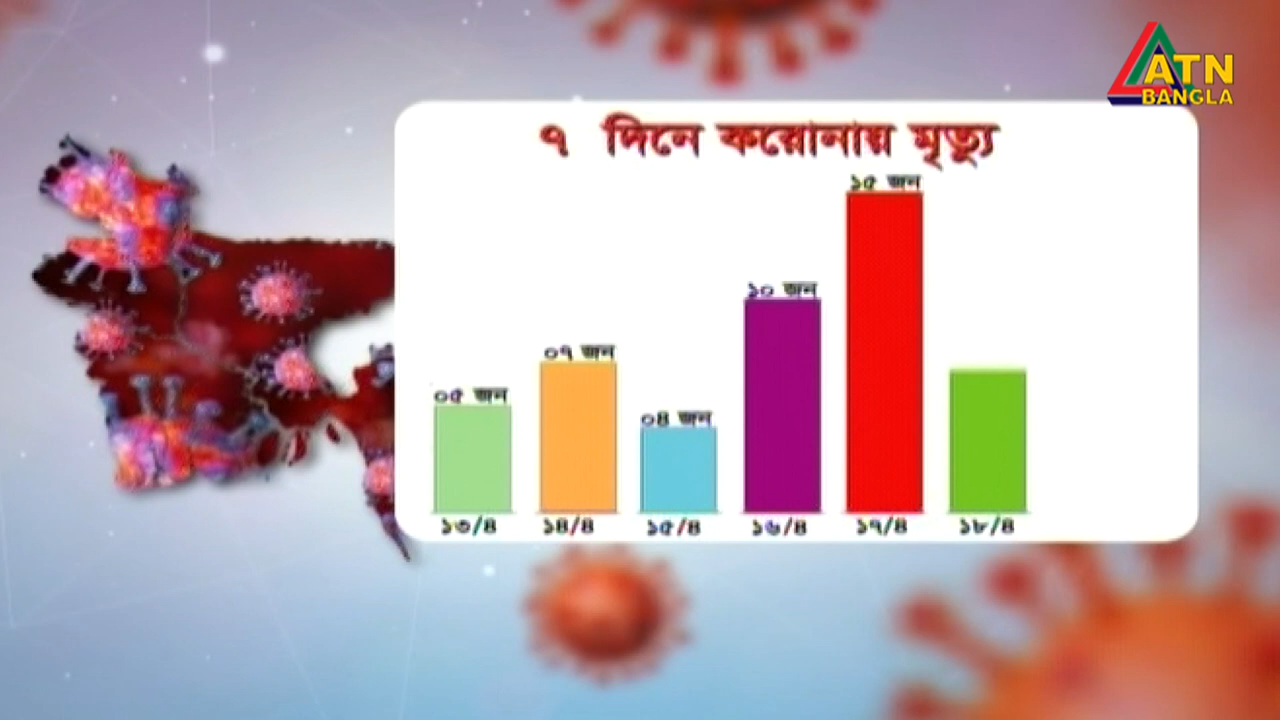 ATN
BANGLA
৭ দিনে করোনায় মৃত্যু
০৫ জন
০৭ জন
০৪ জন
১০ জন
১৫ জন
১৩/৪
১৪/৪
১৫/৪
১৬/৪
১৭/৪
১৮/৪